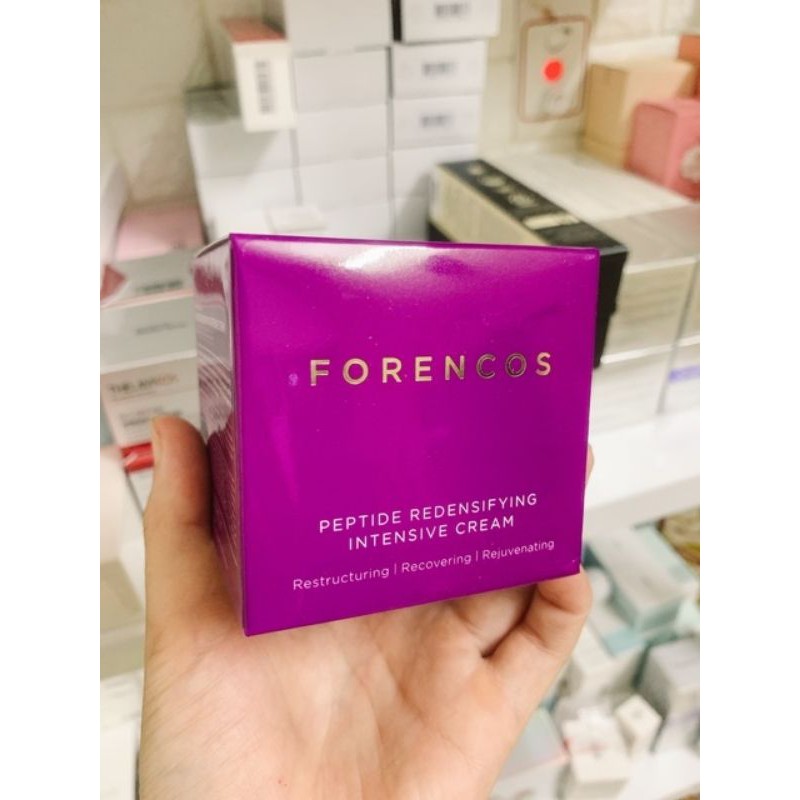 FORENCOS
PEPTIDE REDENSIFYING
INTENSIVE CREAM
Restructuring | Recovering | Rejuvenating